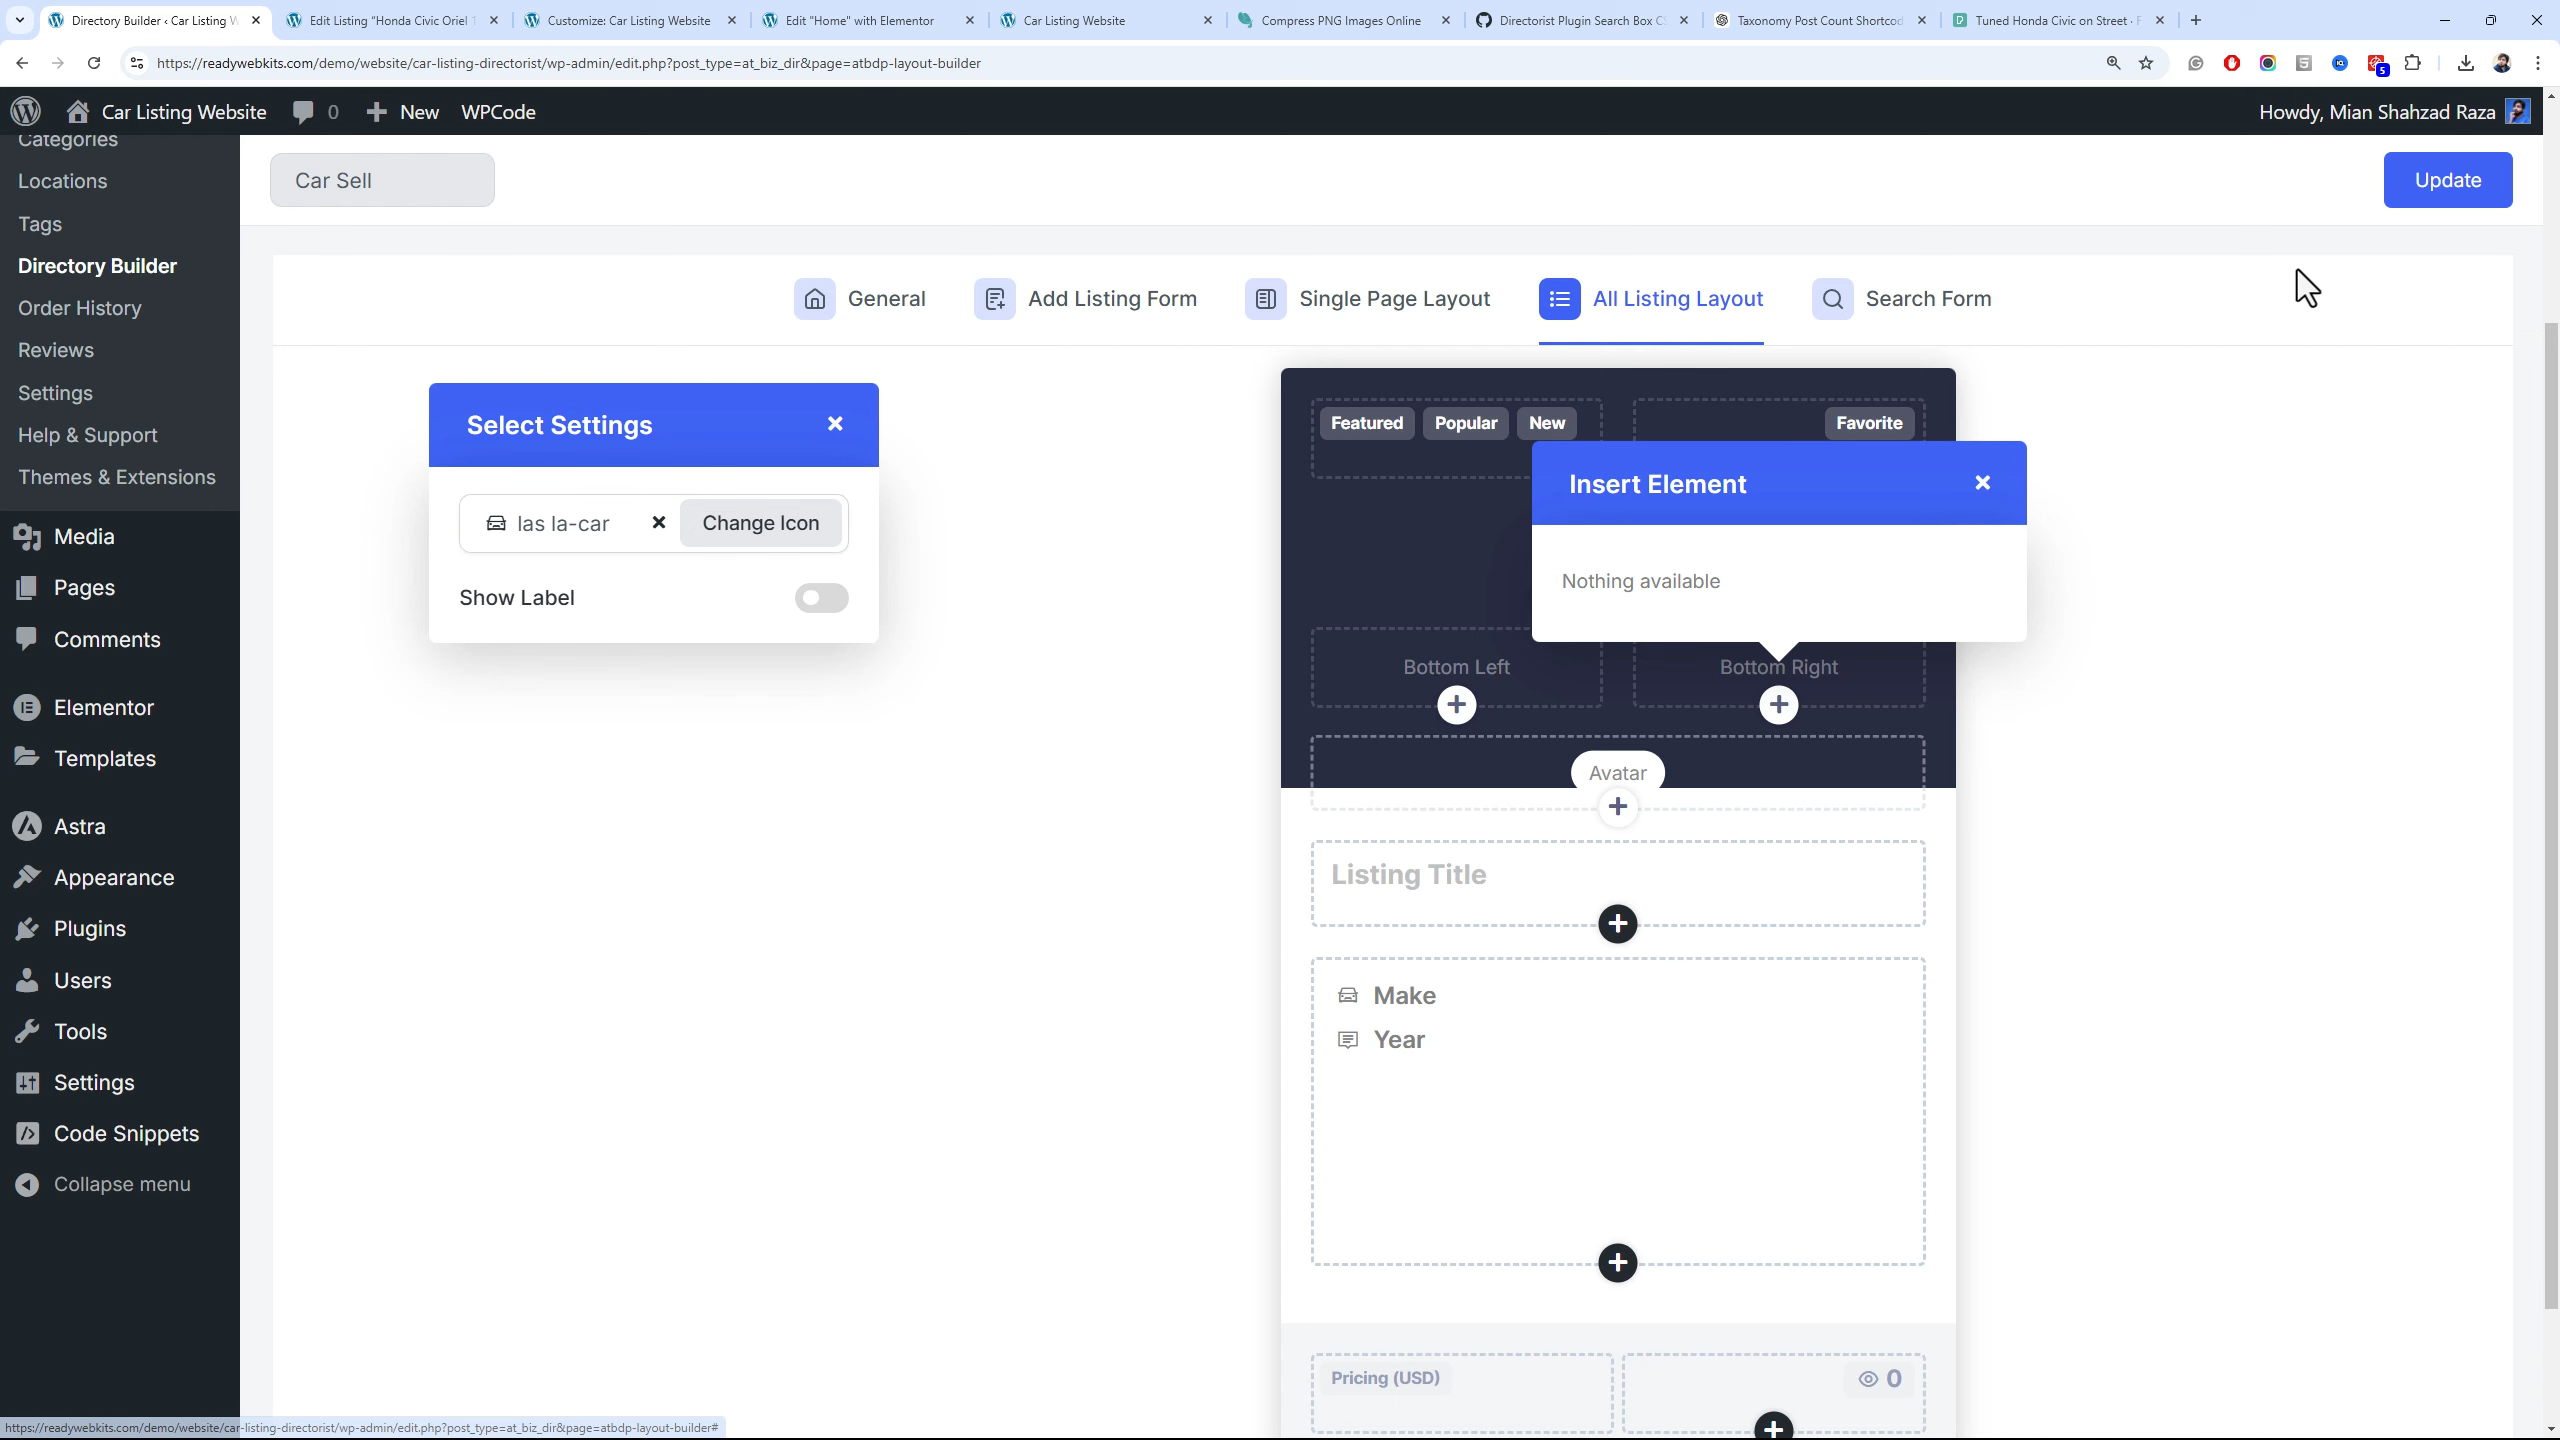 Directory Builder ‹ Car Listing W
Edit Listing "Honda Civic Oriel 1
Customize: Car Listing Website
Edit "Home" with Elementor
Car Listing Website
Compress PNG Images Online
Directorist Plugin Search Box CS
Taxonomy Post Count Shortcod
Tuned Honda Civic on Street · F
https://readywebkits.com/demo/website/car-listing-directorist/wp-admin/edit.php?post_type=at_biz_dir&page=atbdp-layout-builder
5
Car Listing Website
0
New
WPCode
Howdy, Mian Shahzad Raza
Categories
Locations
Tags
Directory Builder
Order History
Reviews
Settings
Help & Support
Themes & Extensions
Media
Pages
Comments
Elementor
Templates
Astra
Appearance
Plugins
Users
Tools
Settings
Code Snippets
Collapse menu
Car Sell
Update
General
Add Listing Form
Single Page Layout
All Listing Layout
Search Form
Select Settings
las la-car
Change Icon
Show Label
Featured
Popular
New
Favorite
Insert Element
Nothing available
Bottom Left
Bottom Right
Avatar
Listing Title
Make
Year
Pricing (USD)
0
https://readywebkits.com/demo/website/car-listing-directorist/wp-admin/edit.php?post_type=at_biz_dir&page=atbdp-layout-builder#